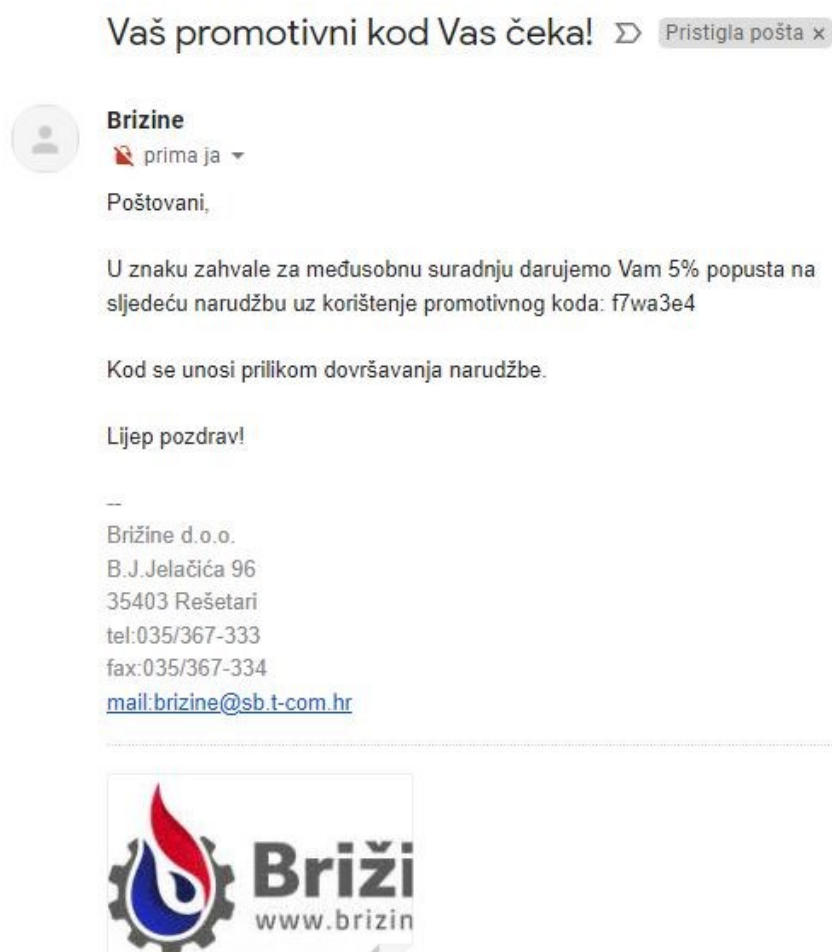 Vaš promotivni kod Vas čeka! Pristigla pošta x
Brizine
prima ja
Poštovani,
U znaku zahvale za međusobnu suradnju darujemo Vam 5% popusta na
sljedeću narudžbu uz korištenje promotivnog koda: f7wa3e4
Kod se unosi prilikom dovršavanja narudžbe.
Lijep pozdrav!
--
Brižine d.o.o.
B.J.Jelačića 96
35403 Rešetari
tel:035/367-333
fax:035/367-334
mail:brizine@sb.t-com.hr
Briži
www.brizin